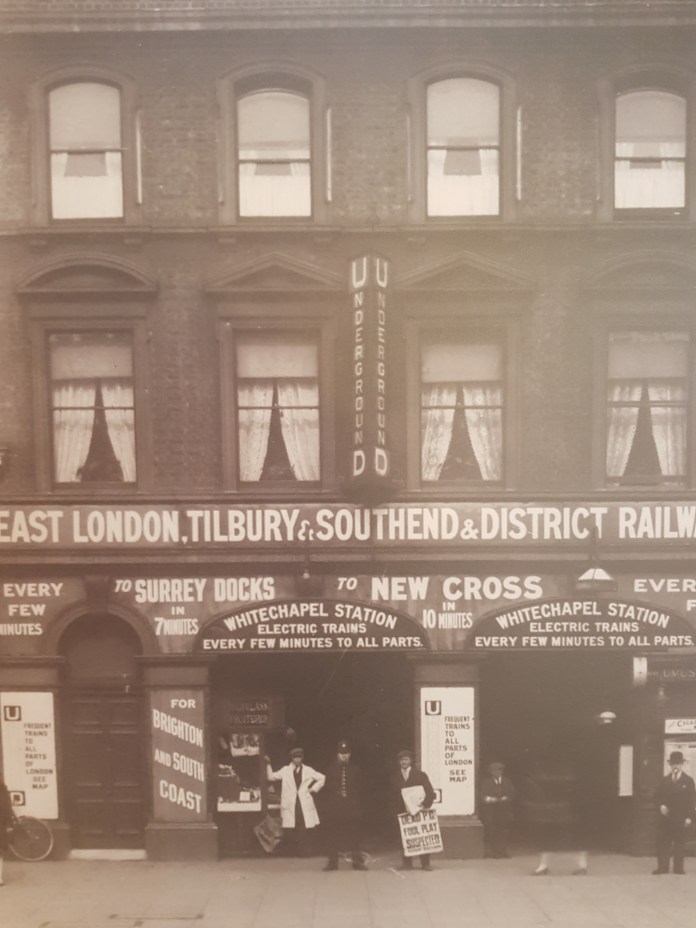 UNDERGROUND
UNDERGROUND
EAST LONDON, TILBURY & SOUTHEND & DISTRICT RAILW
EVERY
FEW
MINUTES
TO SURREY DOCKS
IN
7 MINUTES
TO NEW CROSS
IN
10 MINUTES
EVER
F
WHITECHAPEL STATION
ELECTRIC TRAINS
EVERY FEW MINUTES TO ALL PARTS.
WHITECHAPEL STATION
ELECTRIC TRAINS
EVERY FEW MINUTES TO ALL PARTS.
U
FREQUENT
TRAINS
TO
ALL
PARTS
OF
LONDON
SEE
MAP
D
FOR
BRIGHTON
AND SOUTH
COAST
U
FREQUENT
TRAINS
TO
ALL
PARTS
OF
LONDON
SEE
MAP
DEAD P.C.
FOUL PLAY
SUSPECTED